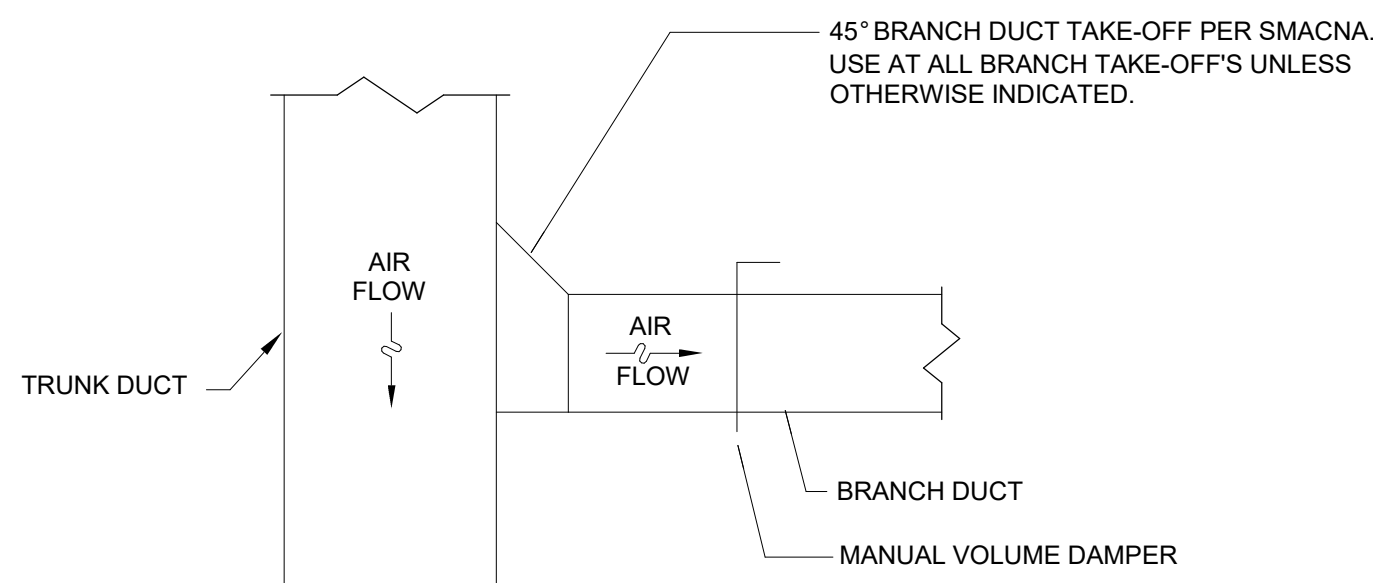 45° BRANCH DUCT TAKE-OFF PER SMACNA.
USE AT ALL BRANCH TAKE-OFF'S UNLESS
OTHERWISE INDICATED.
AIR
FLOW
AIR
FLOW
TRUNK DUCT
BRANCH DUCT
MANUAL VOLUME DAMPER